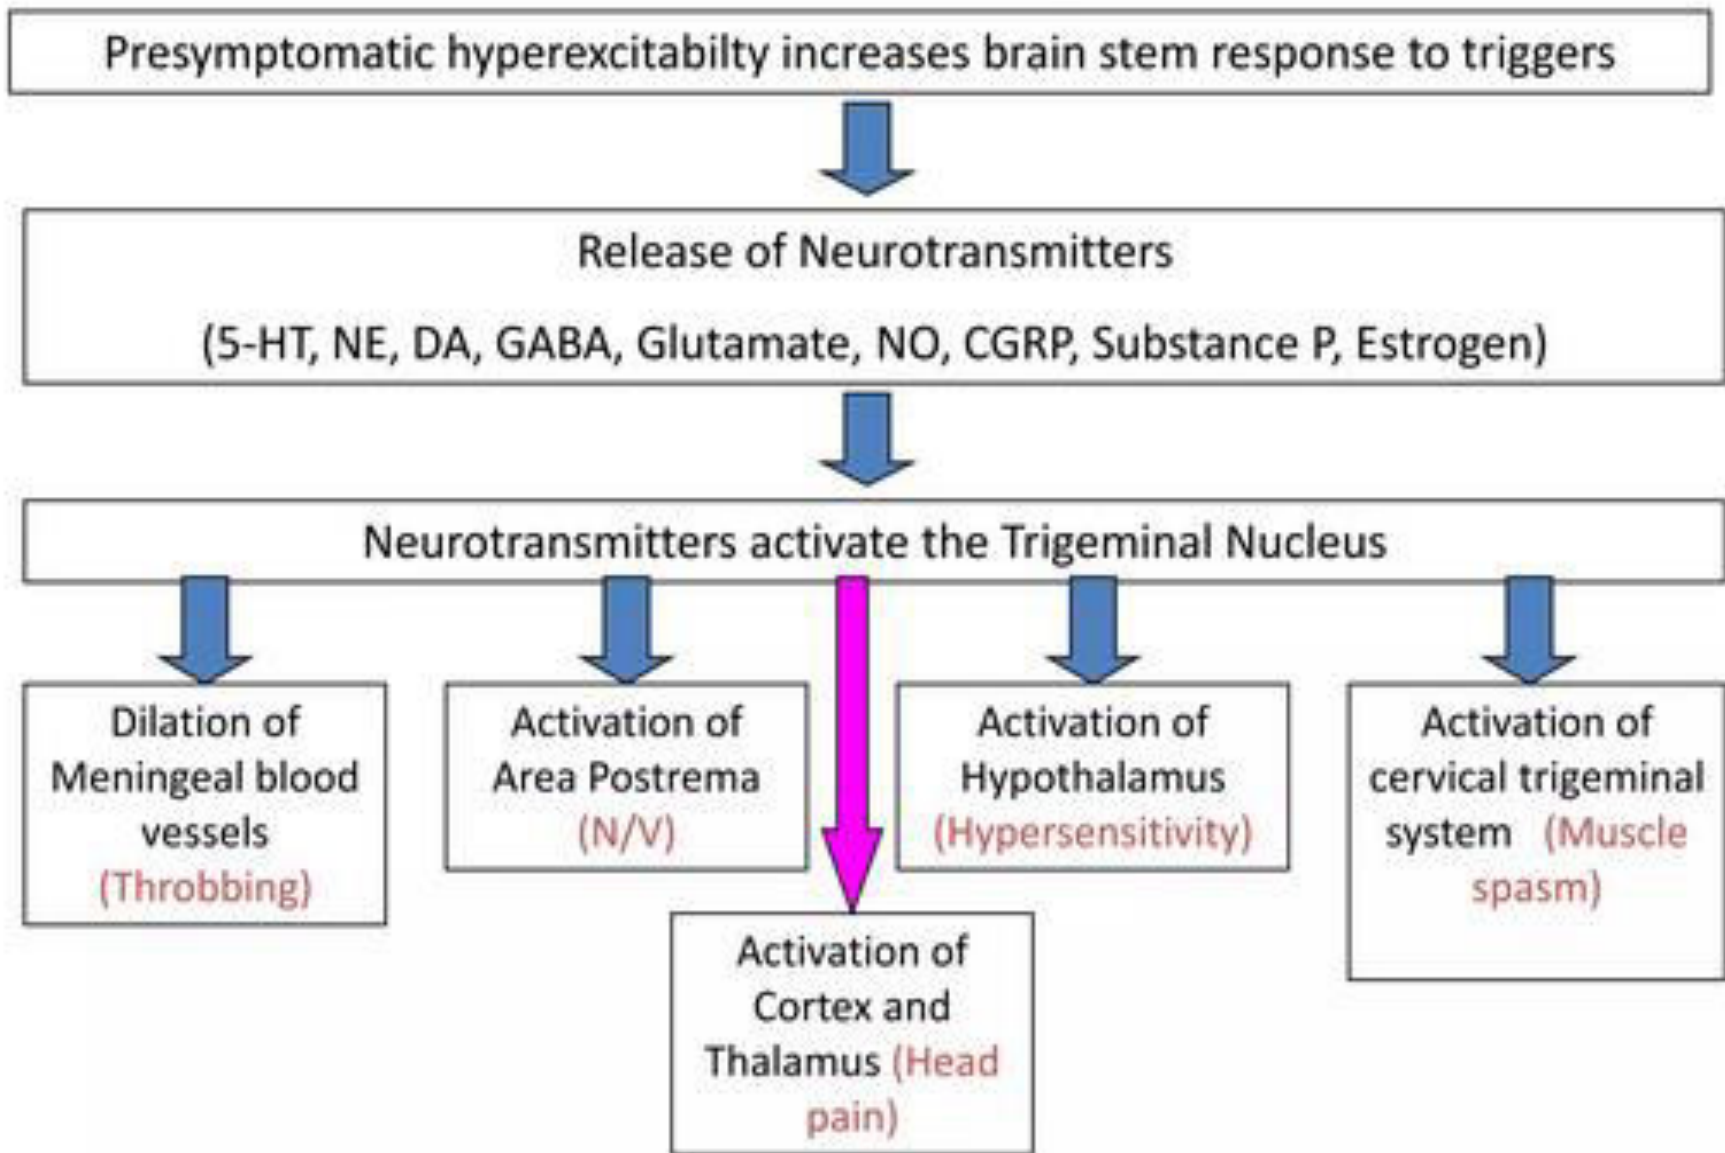 Presymptomatic hyperexcitabilty increases brain stem response to triggers
Release of Neurotransmitters
(5-HT, NE, DA, GABA, Glutamate, NO, CGRP, Substance P, Estrogen)
Neurotransmitters activate the Trigeminal Nucleus
Dilation of
Meningeal blood
vessels
(Throbbing)
Activation of
Area Postrema
(N/V)
Activation of
Hypothalamus
(Hypersensitivity)
Activation of
cervical trigeminal
system (Muscle
spasm)
Activation of
Cortex and
Thalamus (Head
pain)